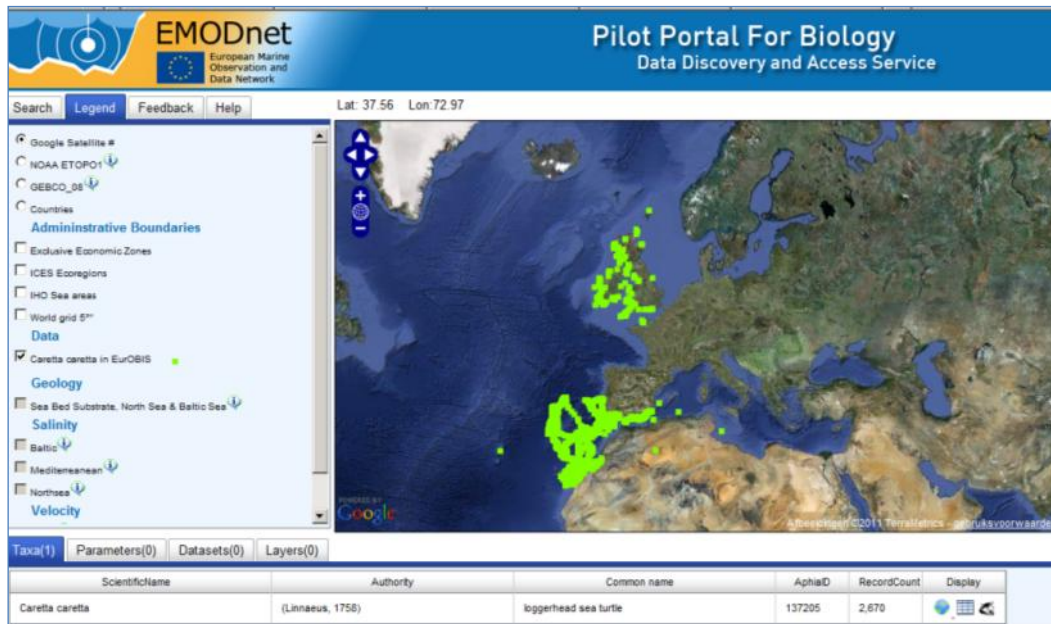 EMODnet
European Marine
Observation and
Data Network
Pilot Portal For Biology
Data Discovery and Access Service
Search Legend Feedback Help
Lat: 37.56 Lon:72.97
Google Satellite #
NOAA ETOPO1
GEBCO_08
Countries
Admininstrative Boundaries
Exclusive Economic Zones
ICES Ecoregions
IHO Sea areas
World grid 5°°
Data
Caretta caretta in EurOBIS
Geology
Sea Bed Substrate, North Sea & Baltic Sea
Salinity
Baltic
Mediterreanean
Northsea
Velocity
POWERED BY
Google
Afbeeldingen ©2011 TerraMetrics - gebruiksvoorwaarde
Taxa(1) Parameters(0) Datasets(0) Layers(0)
ScientificName Authority Common name AphiaID RecordCount Display
Caretta caretta (Linnaeus, 1758) loggerhead sea turtle 137205 2,670